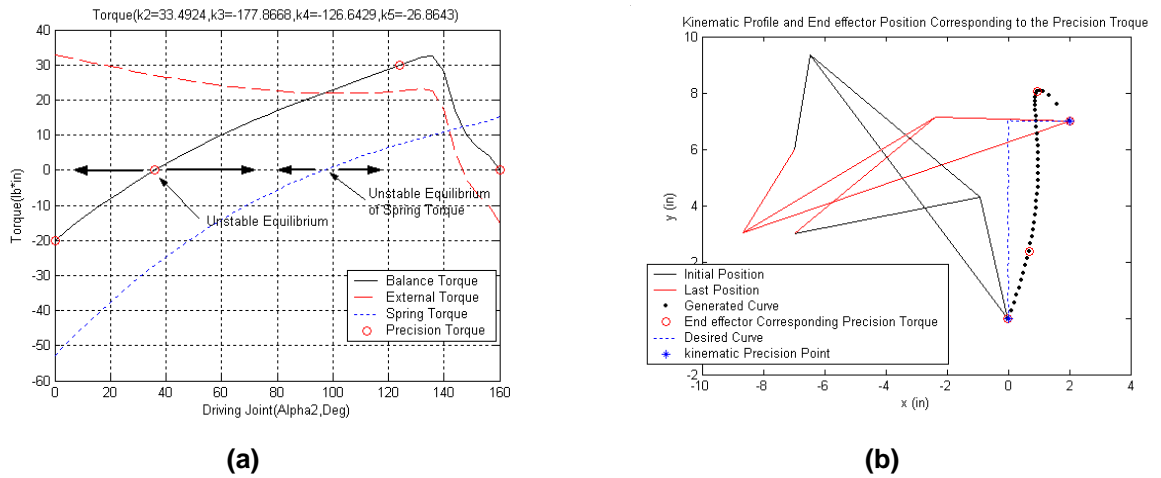 Torque(k2=33.4924,k3=-177.8668,k4=-126.6429,k5=-26.8643)
Torque(lb*in)
40
30
20
10
0
-10
-20
-30
-40
-50
-60
Unstable Equilibrium
Unstable Equilibrium
of Spring Torque
Balance Torque
External Torque
Spring Torque
Precision Torque
0 20 40 60 80 100 120 140 160
Driving Joint(Alpha2,Deg)
(a)
Kinematic Profile and End effector Position Corresponding to the Precision Troque
y (in)
10
8
6
4
2
-2
Initial Position
Last Position
Generated Curve
End effector Corresponding Precision Torque
Desired Curve
kinematic Precision Point
-10 -8 -6 -4 -2 0 2 4
x (in)
(b)